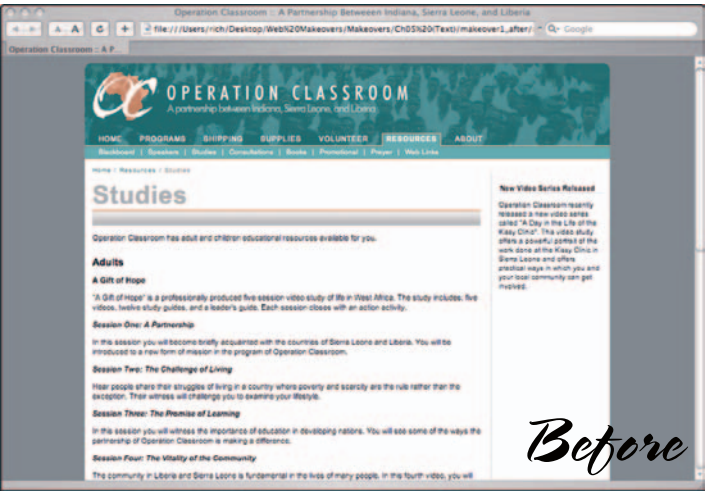 Operation Classroom :: A Partnership Betweeen Indiana, Sierra Leone, and Liberia
A A C + file:///Users/rich/Desktop/Web%20Makeovers/Makeovers/Ch05%20(Text)/makeover1_after/ Google
Operation Classroom :: A P...
OPERATION CLASSROOM
A partnership between Indiana, Sierra Leone, and Liberia
HOME PROGRAMS SHIPPING SUPPLIES VOLUNTEER RESOURCES ABOUT
Blackboard | Speakers | Studies | Consultations | Books | Promotional | Prayer | Web Links
Home / Resources / Studies
Studies
Operation Classroom has adult and children educational resources available for you.
Adults
A Gift of Hope
"A Gift of Hope" is a professionally produced five session video study of life in West Africa. The study includes: five
videos, twelve study guides, and a leader's guide. Each session closes with an action activity.
Session One: A Partnership
In this session you will become briefly acquainted with the countries of Sierra Leone and Liberia. You will be
introduced to a new form of mission in the program of Operation Classroom.
Session Two: The Challenge of Living
Hear people share their struggles of living in a country where poverty and scarcity are the rule rather than the
exception. Their witness will challenge you to examine your lifestyle.
Session Three: The Promise of Learning
In this session you will witness the importance of education in developing nations. You will see some of the ways the
partnership of Operation Classroom is making a difference.
Session Four: The Vitality of the Community
The community in Liberia and Sierra Leone is fundamental in the lives of many people. In this fourth video, you will
New Video Series Released
Operation Classroom recently
released a new video series
called "A Day in the Life of the
Kissy Clinic". This video study
offers a powerful portrait of the
work done at the Kissy Clinic in
Sierra Leone and offers
practical ways in which you and
your local community can get
involved.
Before